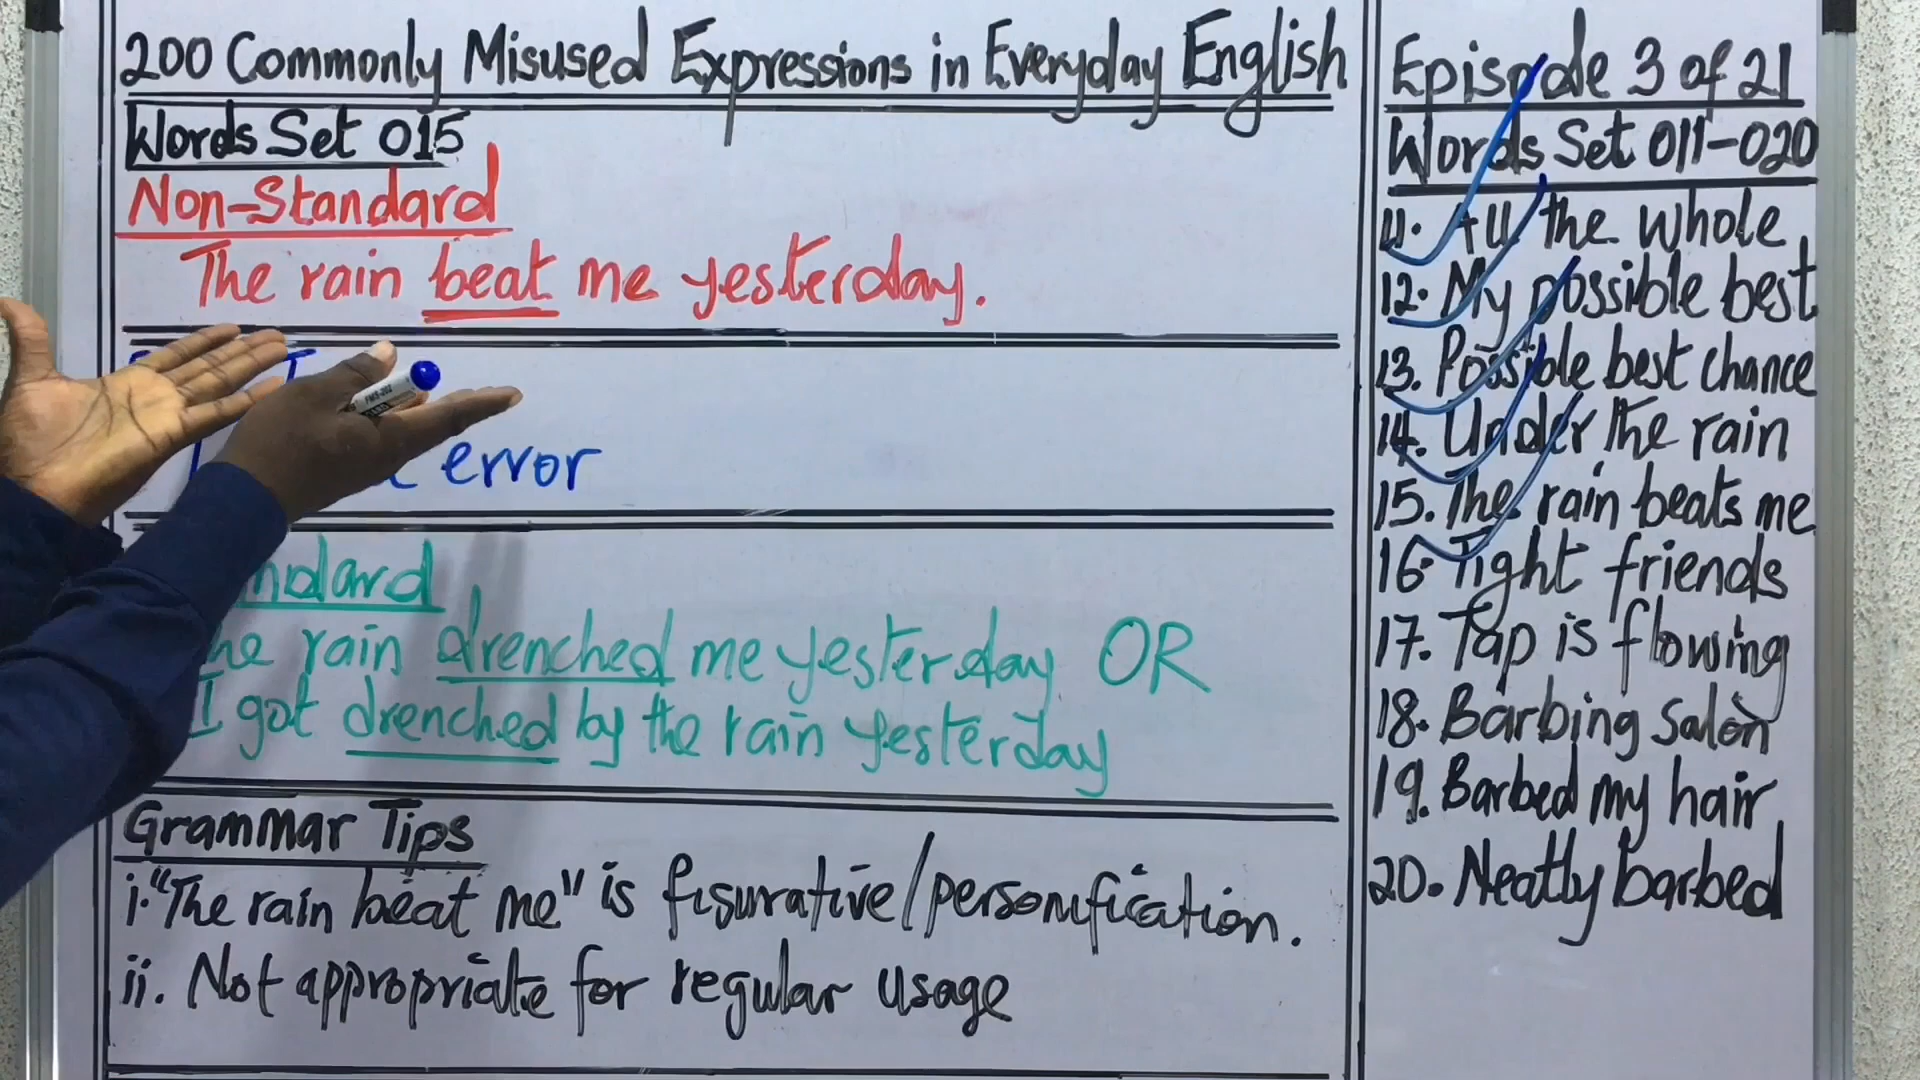 200 Commonly Misused Expressions in Everyday English
Words Set 015
Non-Standard
The rain beat me yesterday.
error
ndard
he rain drenched me yesterday OR
I got drenched by the rain yesterday
Grammar Tips
i. "The rain beat me" is figurative/personification.
ii. Not appropriate for regular usage
Episode 3 of 21
Words Set 011-020
11. All the whole
12. My possible best
13. Possible best chance
14. Under the rain
15. The rain beats me
16. Tight friends
17. Tap is flowing
18. Barbing Salon
19. Barbed my hair
20. Neatly barbed